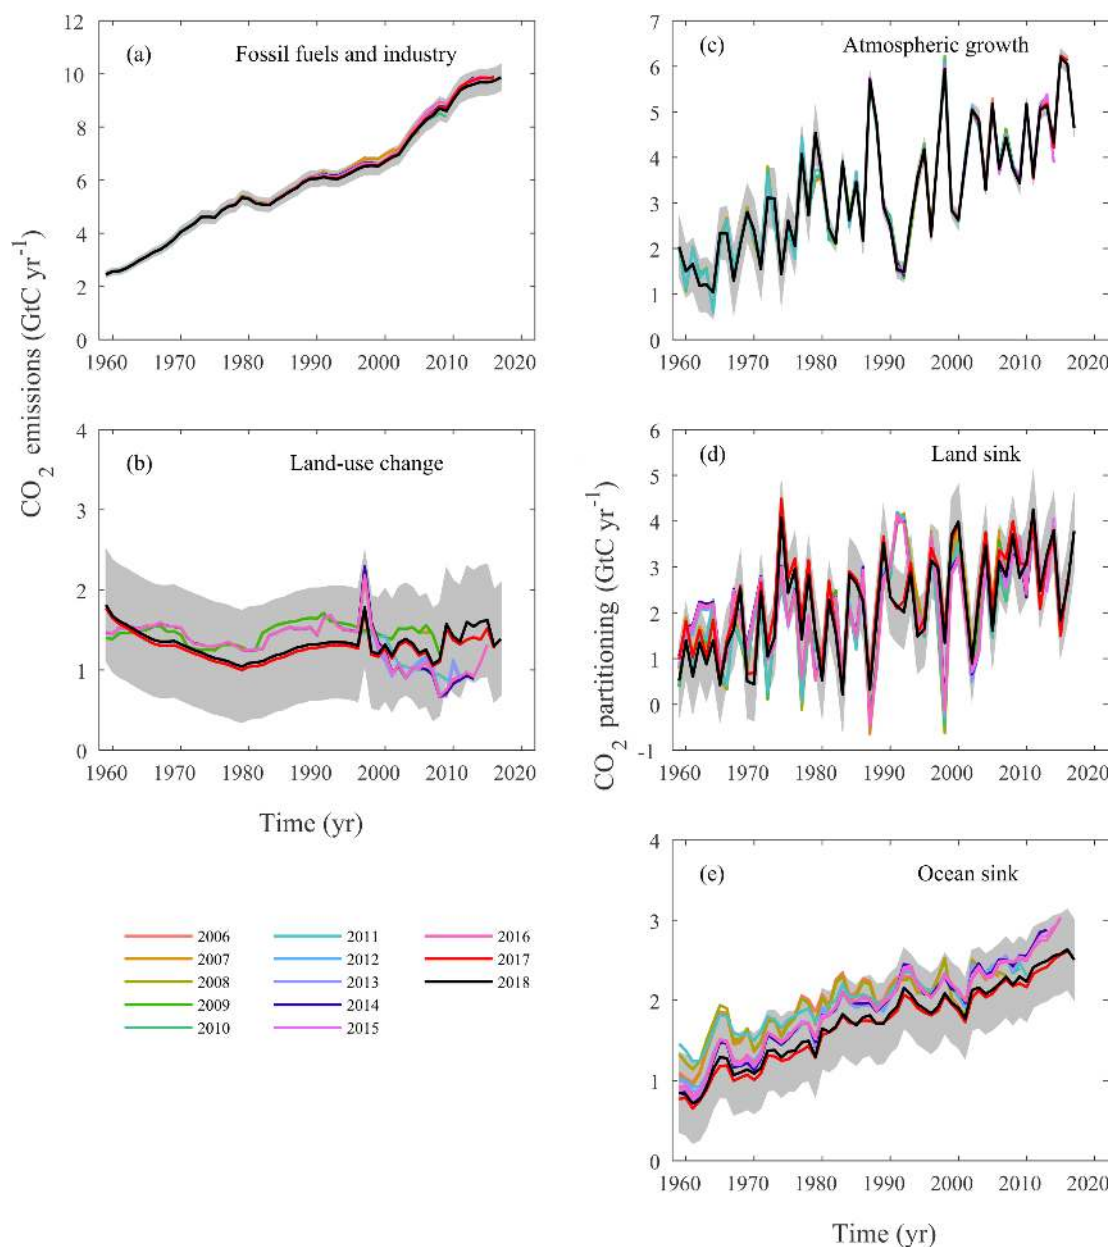 CO2 emissions (GtC yr-1)
(a) Fossil fuels and industry
12
10
8
6
4
2
0
1960 1970 1980 1990 2000 2010 2020
(b) Land-use change
4
3
2
1
0
1960 1970 1980 1990 2000 2010 2020
Time (yr)
2006 2011 2016
2007 2012 2017
2008 2013 2018
2009 2014
2010 2015
CO2 partitioning (GtC yr-1)
(c) Atmospheric growth
7
6
5
4
3
2
1
0
1960 1970 1980 1990 2000 2010 2020
(d) Land sink
6
5
4
3
2
1
0
-1
1960 1970 1980 1990 2000 2010 2020
(e) Ocean sink
4
3
2
1
0
1960 1970 1980 1990 2000 2010 2020
Time (yr)